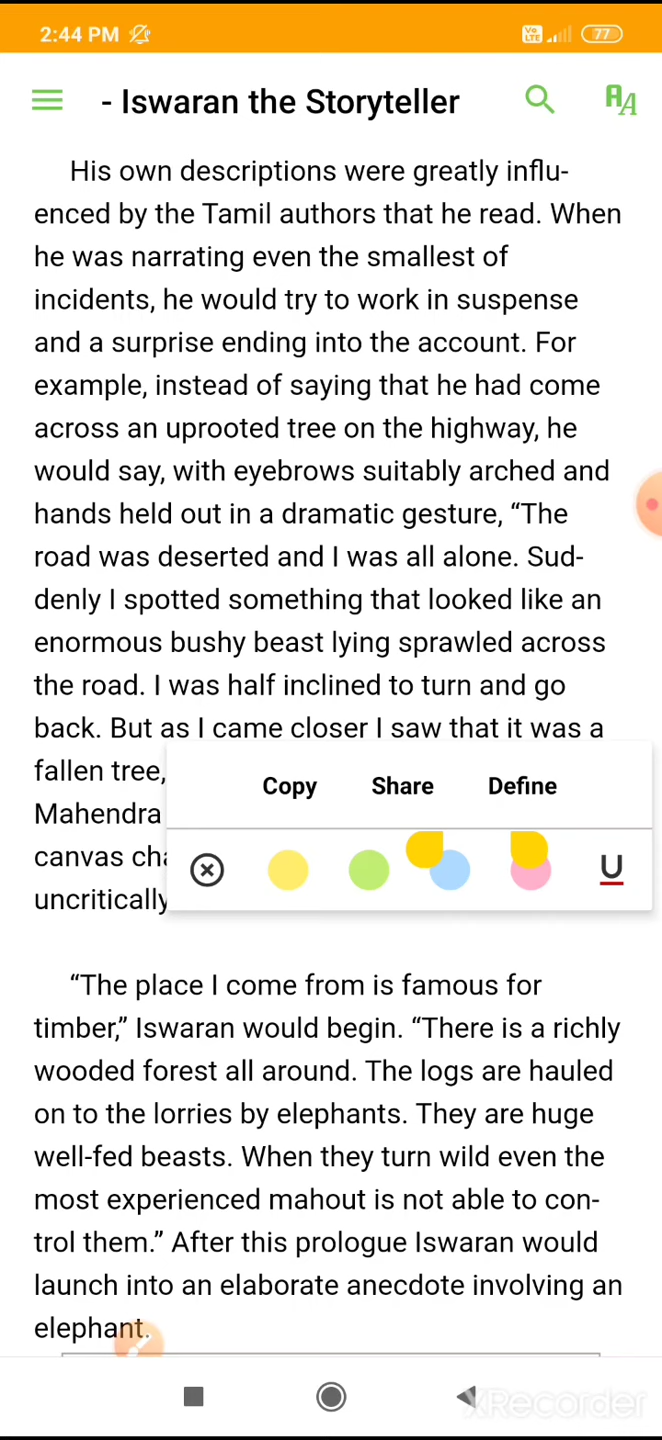 2:44 PM
Vo LTE
77
- Iswaran the Storyteller
AA
His own descriptions were greatly influ-
enced by the Tamil authors that he read. When
he was narrating even the smallest of
incidents, he would try to work in suspense
and a surprise ending into the account. For
example, instead of saying that he had come
across an uprooted tree on the highway, he
would say, with eyebrows suitably arched and
hands held out in a dramatic gesture, “The
road was deserted and I was all alone. Sud-
denly I spotted something that looked like an
enormous bushy beast lying sprawled across
the road. I was half inclined to turn and go
back. But as I came closer I saw that it was a
fallen tree,
Copy Share Define
Mahendra
canvas
U
uncritically
“The place I come from is famous for
timber,” Iswaran would begin. “There is a richly
wooded forest all around. The logs are hauled
on to the lorries by elephants. They are huge
well-fed beasts. When they turn wild even the
most experienced mahout is not able to con-
trol them.” After this prologue Iswaran would
launch into an elaborate anecdote involving an
elephant.
XRecorder